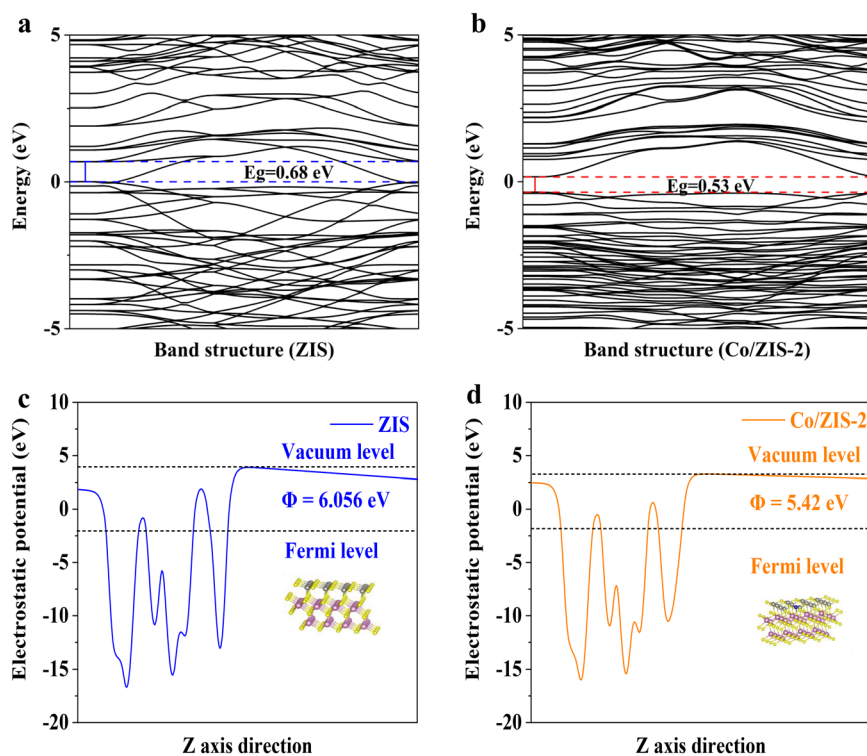 a
5
0
-5
Energy (eV)
Eg=0.68 eV
Band structure (ZIS)
b
5
0
-5
Energy (eV)
Eg=0.53 eV
Band structure (Co/ZIS-2)
c
10
5
0
-5
-10
-15
-20
Electrostatic potential (eV)
ZIS
Vacuum level
Φ = 6.056 eV
Fermi level
Z axis direction
d
10
5
0
-5
-10
-15
-20
Electrostatic potential (eV)
Co/ZIS-2
Vacuum level
Φ = 5.42 eV
Fermi level
Z axis direction